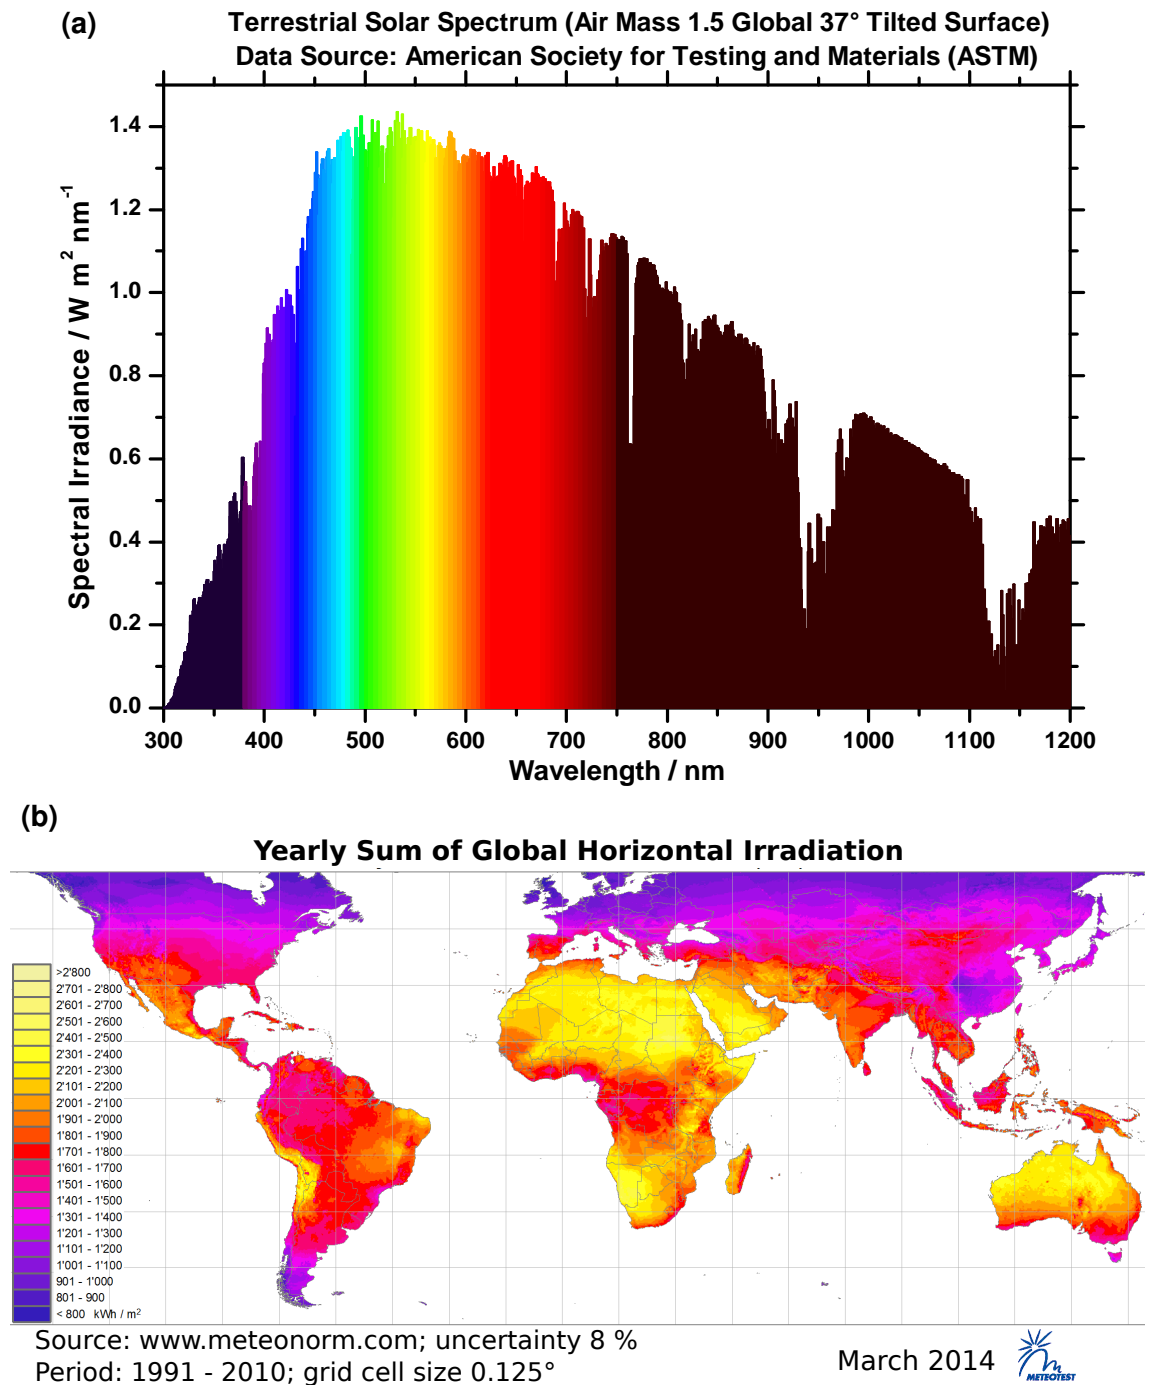 (a)
Terrestrial Solar Spectrum (Air Mass 1.5 Global 37° Tilted Surface)
Data Source: American Society for Testing and Materials (ASTM)
Spectral Irradiance / W m² nm⁻¹
1.4
1.2
1.0
0.8
0.6
0.4
0.2
0.0
300 400 500 600 700 800 900 1000 1100 1200
Wavelength / nm
(b)
Yearly Sum of Global Horizontal Irradiation
>2'800
2'701 - 2'800
2'601 - 2'700
2'501 - 2'600
2'401 - 2'500
2'301 - 2'400
2'201 - 2'300
2'101 - 2'200
2'001 - 2'100
1'901 - 2'000
1'801 - 1'900
1'701 - 1'800
1'601 - 1'700
1'501 - 1'600
1'401 - 1'500
1'301 - 1'400
1'201 - 1'300
1'101 - 1'200
1'001 - 1'100
901 - 1'000
801 - 900
< 800 kWh / m²
Source: www.meteonorm.com; uncertainty 8 %
Period: 1991 - 2010; grid cell size 0.125°
March 2014
METEOTEST